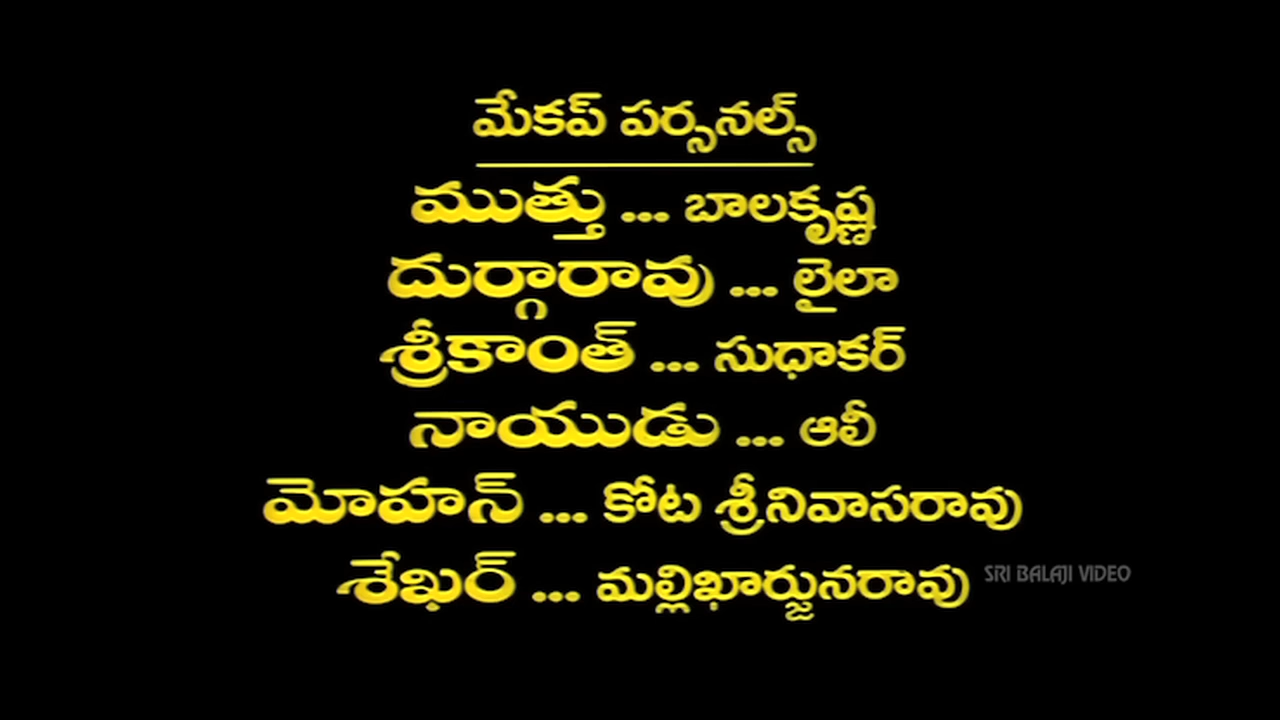 మేకప్ పర్సనల్స్
ముత్తు ... బాలకృష్ణ
దుర్గారావు ... లైలా
శ్రీకాంత్ ... సుధాకర్
నాయుడు ... ఆలీ
మోహన్ ... కోట శ్రీనివాసరావు
శేఖర్ ... మల్లిఖార్జునరావు
SRI BALAJI VIDEO